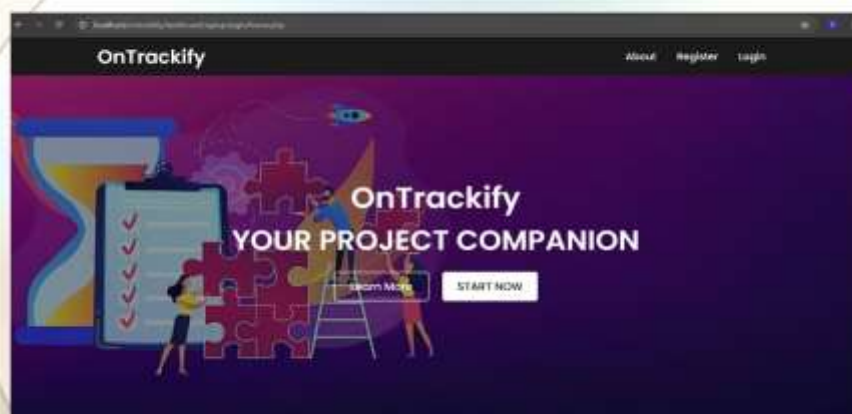 OnTrackify
About Register Login
OnTrackify
YOUR PROJECT COMPANION
Learn More START NOW